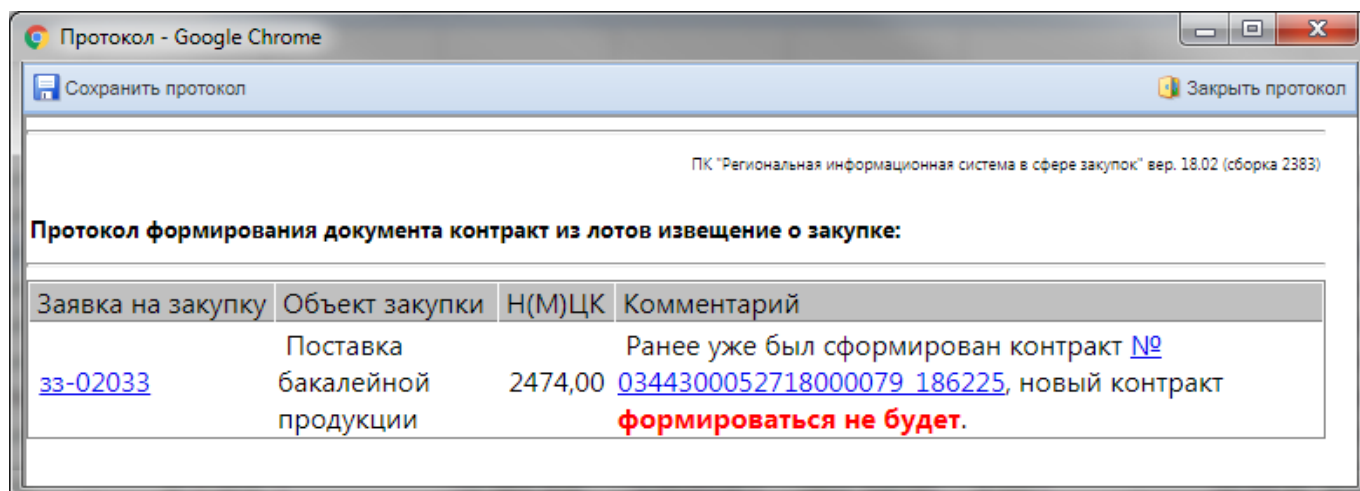 Протокол - Google Chrome
Сохранить протокол
Закрыть протокол
ПК "Региональная информационная система в сфере закупок" вер. 18.02 (сборка 2383)
Протокол формирования документа контракт из лотов извещение о закупке:
Заявка на закупку Объект закупки Н(М)ЦК Комментарий
зз-02033
Поставка
бакалейной
продукции
2474,00
Ранее уже был сформирован контракт №
0344300052718000079_186225, новый контракт
формироваться не будет.